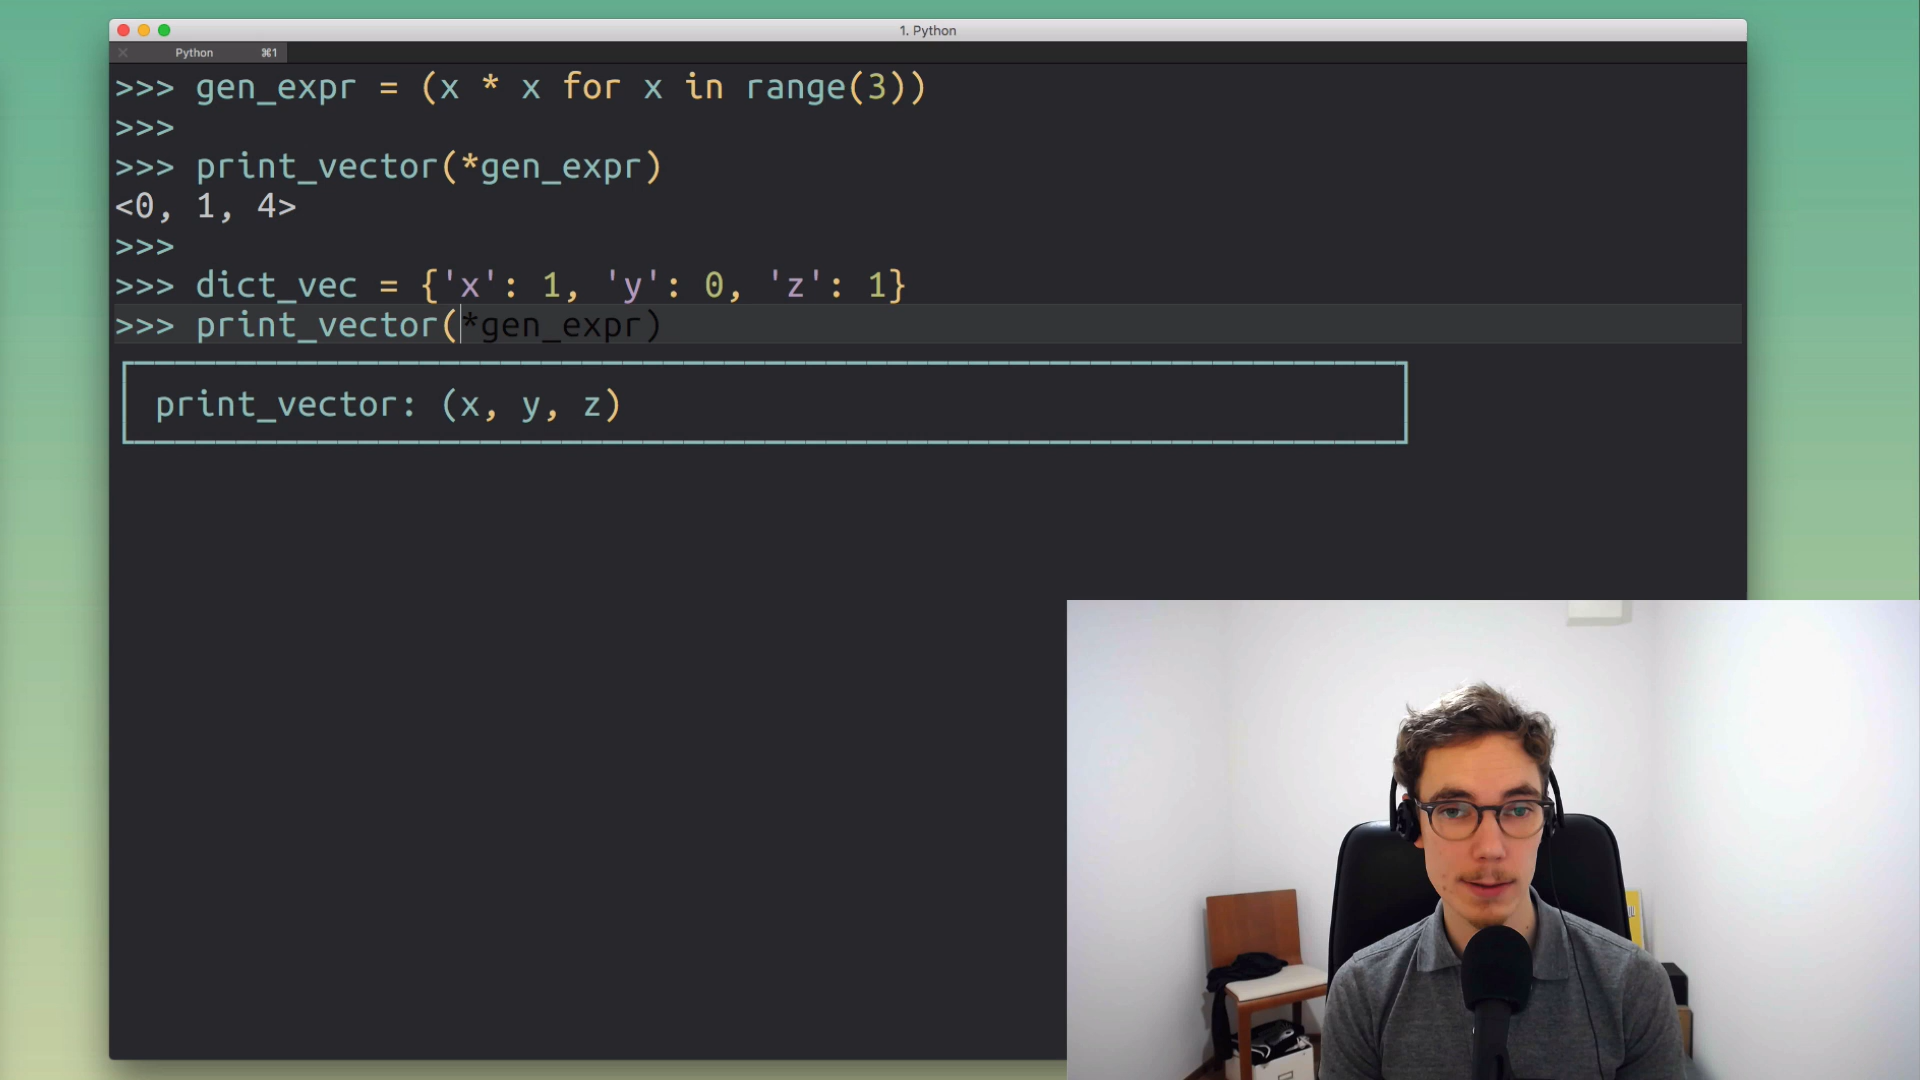 1. Python
Python ⌘1
>>> gen_expr = (x * x for x in range(3))
>>>
>>> print_vector(*gen_expr)
<0, 1, 4>
>>>
>>> dict_vec = {'x': 1, 'y': 0, 'z': 1}
>>> print_vector(*gen_expr)
print_vector: (x, y, z)